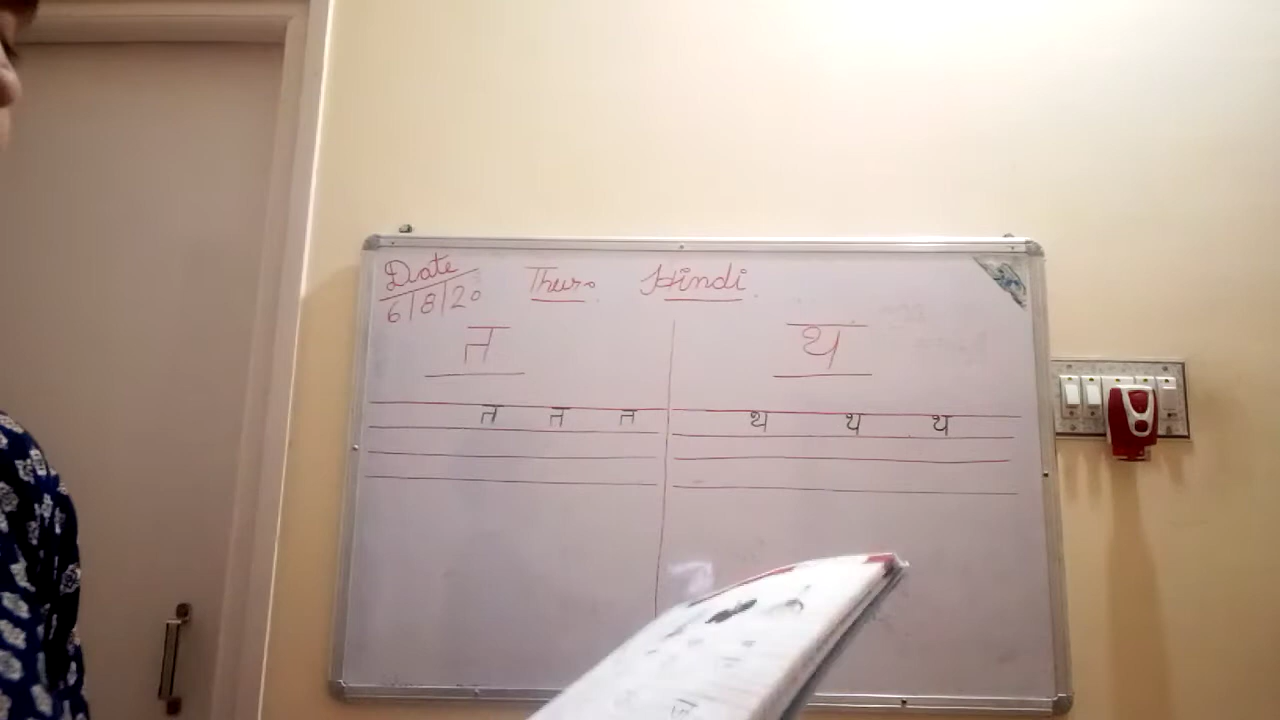 Date Thurs. Hindi.
6/8/20
त थ
त त त थ थ थ